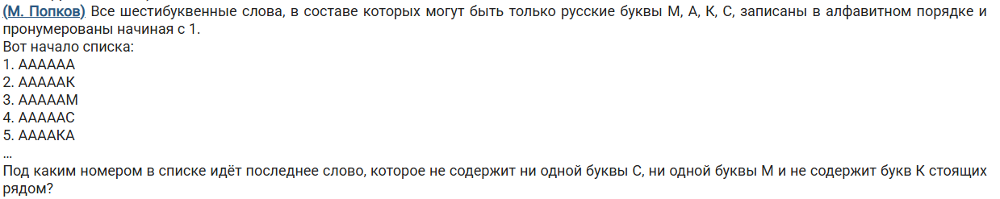 (М. Попков) Все шестибуквенные слова, в составе которых могут быть только русские буквы М, А, К, С, записаны в алфавитном порядке и
пронумерованы начиная с 1.
Вот начало списка:
1. АААААА
2. АААААК
3. АААААМ
4. АААААС
5. ААААКА
…
Под каким номером в списке идёт последнее слово, которое не содержит ни одной буквы С, ни одной буквы М и не содержит букв К стоящих
рядом?